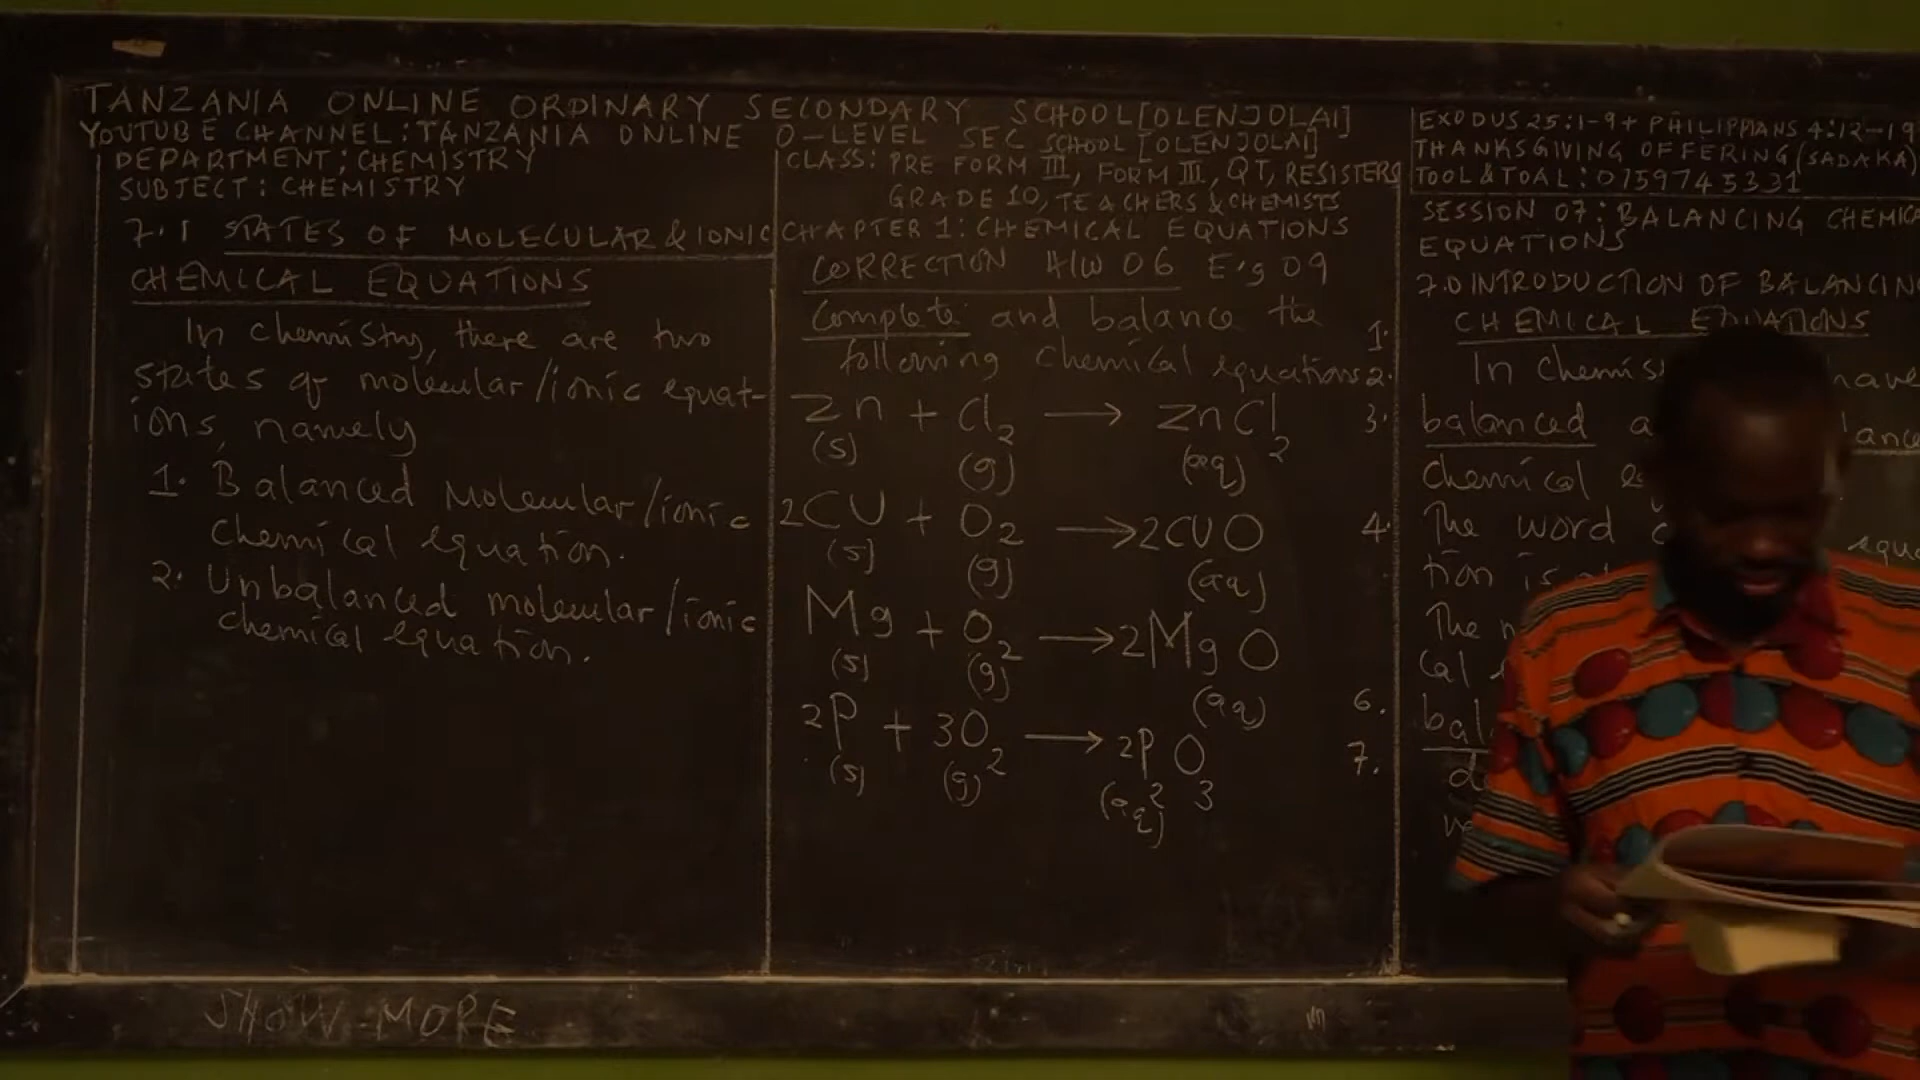 TANZANIA ONLINE ORDINARY SECONDARY SCHOOL[OLENJOLAI]
YOUTUBE CHANNEL: TANZANIA ONLINE O-LEVEL SEC SCHOOL [OLENJOLAI]
DEPARTMENT: CHEMISTRY
SUBJECT: CHEMISTRY
7.1 STATES OF MOLECULAR & IONIC
CHEMICAL EQUATIONS
In chemistry, there are two
states of molecular/ionic equat-
ions, namely
1. Balanced Molecular/ionic
chemical equation.
2. Unbalanced molecular/ionic
chemical equation.
CLASS: PRE FORM III, FORM III, QT, RESISTERS
GRADE 10, TEACHERS & CHEMISTS
CHAPTER 1: CHEMICAL EQUATIONS
CORRECTION H/W 06 E.g 09
Complete and balance the
following chemical equations
Zn + Cl2 → ZnCl2
(s) (g) (aq)
2CU + O2 → 2CUO
(s) (g) (aq)
Mg + O2 → 2MgO
(s) (g) (aq)
2P + 3O2 → 2P2O3
(s) (g) (aq)
1.
2.
3.
4.
6.
7.
EXODUS 25:1-9+ PHILIPPIANS 4:12-19
THANKSGIVING OFFERING (SADAKA)
TOOL & TOAL: 0759745331
SESSION 07: BALANCING CHEMICA
EQUATIONS
7.0 INTRODUCTION OF BALANCING
CHEMICAL EQUATIONS
In Chemis have
balanced a lance
chemical e
The word equa
tion is
The
cal
bal
SHOW-MORE